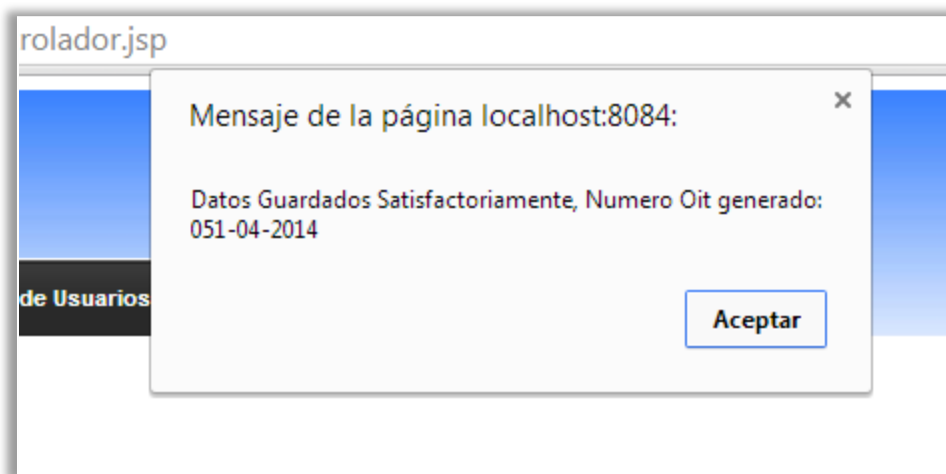 rolador.jsp
Mensaje de la página localhost:8084:
Datos Guardados Satisfactoriamente, Numero Oit generado:
051-04-2014
de Usuarios
Aceptar